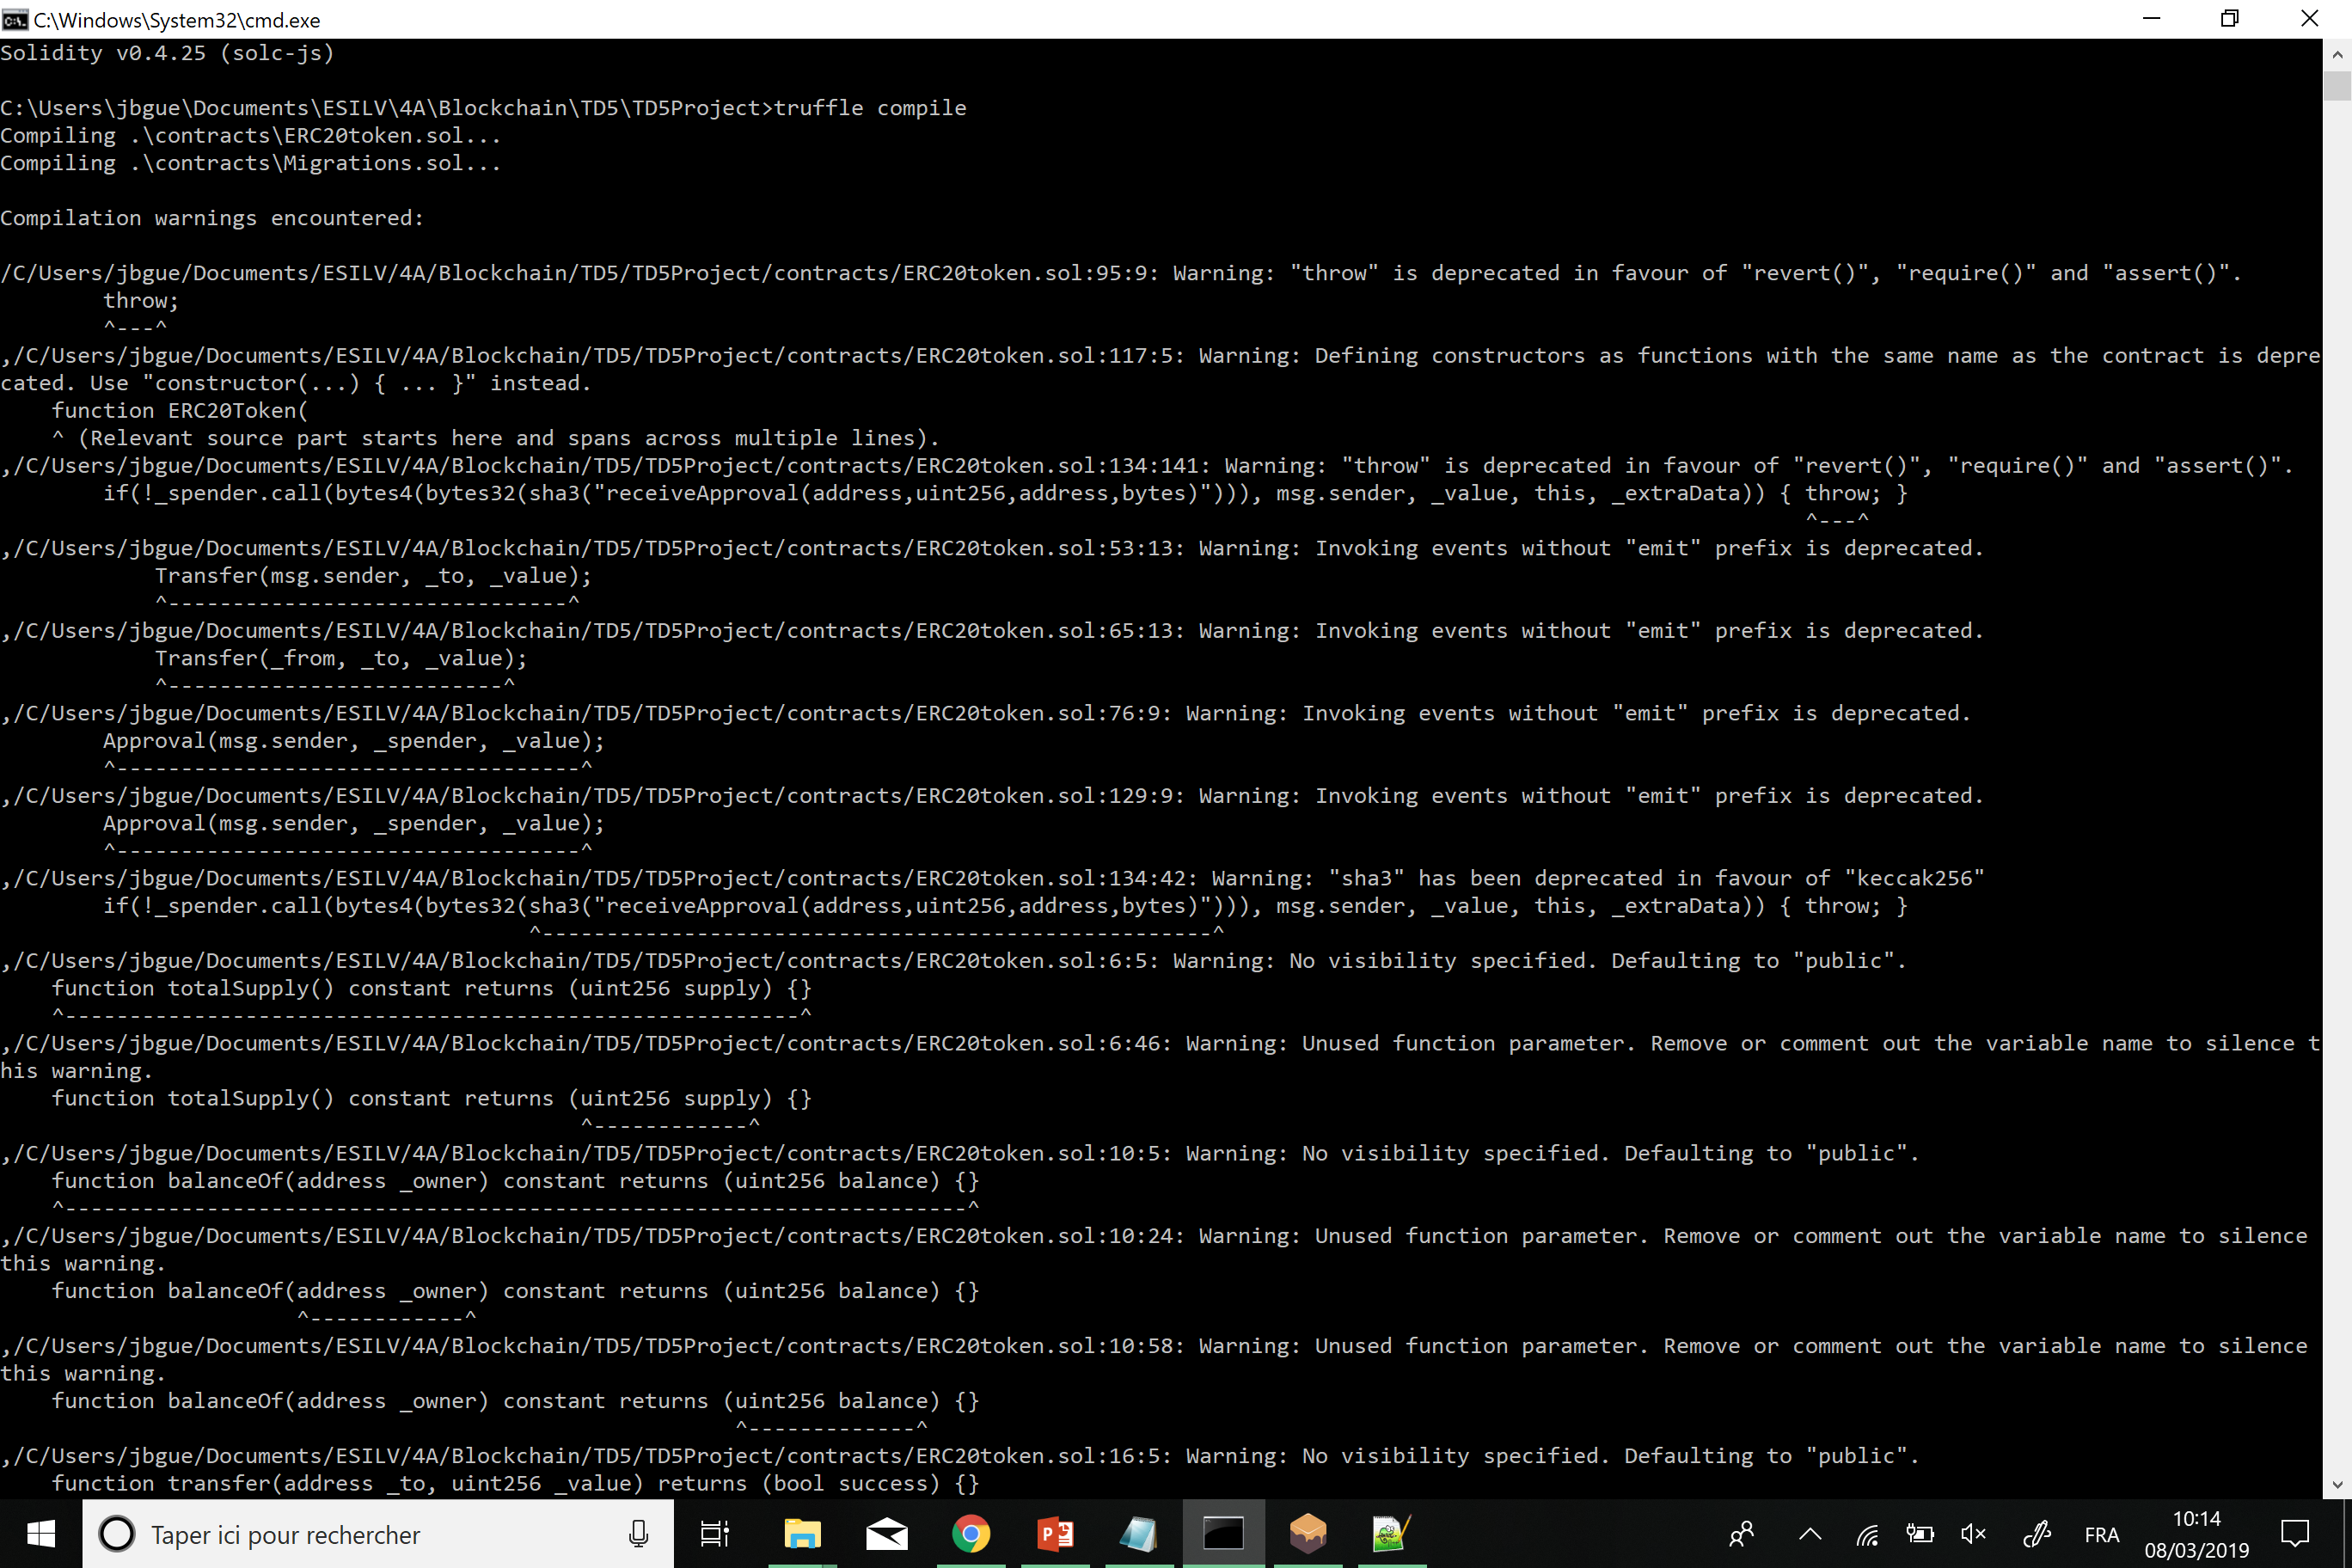 C:\Windows\System32\cmd.exe
Solidity v0.4.25 (solc-js)
C:\Users\jbgue\Documents\ESILV\4A\Blockchain\TD5\TD5Project>truffle compile
Compiling .\contracts\ERC20token.sol...
Compiling .\contracts\Migrations.sol...
Compilation warnings encountered:
/C/Users/jbgue/Documents/ESILV/4A/Blockchain/TD5/TD5Project/contracts/ERC20token.sol:95:9: Warning: "throw" is deprecated in favour of "revert()", "require()" and "assert()".
        throw;
        ^---^
,/C/Users/jbgue/Documents/ESILV/4A/Blockchain/TD5/TD5Project/contracts/ERC20token.sol:117:5: Warning: Defining constructors as functions with the same name as the contract is depre
cated. Use "constructor(...) { ... }" instead.
    function ERC20Token(
    ^ (Relevant source part starts here and spans across multiple lines).
,/C/Users/jbgue/Documents/ESILV/4A/Blockchain/TD5/TD5Project/contracts/ERC20token.sol:134:141: Warning: "throw" is deprecated in favour of "revert()", "require()" and "assert()".
        if(!_spender.call(bytes4(bytes32(sha3("receiveApproval(address,uint256,address,bytes)"))), msg.sender, _value, this, _extraData)) { throw; }
                                                                                                                                            ^---^
,/C/Users/jbgue/Documents/ESILV/4A/Blockchain/TD5/TD5Project/contracts/ERC20token.sol:53:13: Warning: Invoking events without "emit" prefix is deprecated.
            Transfer(msg.sender, _to, _value);
            ^-------------------------------^
,/C/Users/jbgue/Documents/ESILV/4A/Blockchain/TD5/TD5Project/contracts/ERC20token.sol:65:13: Warning: Invoking events without "emit" prefix is deprecated.
            Transfer(_from, _to, _value);
            ^--------------------------^
,/C/Users/jbgue/Documents/ESILV/4A/Blockchain/TD5/TD5Project/contracts/ERC20token.sol:76:9: Warning: Invoking events without "emit" prefix is deprecated.
        Approval(msg.sender, _spender, _value);
        ^------------------------------------^
,/C/Users/jbgue/Documents/ESILV/4A/Blockchain/TD5/TD5Project/contracts/ERC20token.sol:129:9: Warning: Invoking events without "emit" prefix is deprecated.
        Approval(msg.sender, _spender, _value);
        ^------------------------------------^
,/C/Users/jbgue/Documents/ESILV/4A/Blockchain/TD5/TD5Project/contracts/ERC20token.sol:134:42: Warning: "sha3" has been deprecated in favour of "keccak256"
        if(!_spender.call(bytes4(bytes32(sha3("receiveApproval(address,uint256,address,bytes)"))), msg.sender, _value, this, _extraData)) { throw; }
                                         ^----------------------------------------------------^
,/C/Users/jbgue/Documents/ESILV/4A/Blockchain/TD5/TD5Project/contracts/ERC20token.sol:6:5: Warning: No visibility specified. Defaulting to "public".
    function totalSupply() constant returns (uint256 supply) {}
    ^---------------------------------------------------------^
,/C/Users/jbgue/Documents/ESILV/4A/Blockchain/TD5/TD5Project/contracts/ERC20token.sol:6:46: Warning: Unused function parameter. Remove or comment out the variable name to silence t
his warning.
    function totalSupply() constant returns (uint256 supply) {}
                                             ^------------^
,/C/Users/jbgue/Documents/ESILV/4A/Blockchain/TD5/TD5Project/contracts/ERC20token.sol:10:5: Warning: No visibility specified. Defaulting to "public".
    function balanceOf(address _owner) constant returns (uint256 balance) {}
    ^----------------------------------------------------------------------^
,/C/Users/jbgue/Documents/ESILV/4A/Blockchain/TD5/TD5Project/contracts/ERC20token.sol:10:24: Warning: Unused function parameter. Remove or comment out the variable name to silence
this warning.
    function balanceOf(address _owner) constant returns (uint256 balance) {}
                       ^------------^
,/C/Users/jbgue/Documents/ESILV/4A/Blockchain/TD5/TD5Project/contracts/ERC20token.sol:10:58: Warning: Unused function parameter. Remove or comment out the variable name to silence
this warning.
    function balanceOf(address _owner) constant returns (uint256 balance) {}
                                                         ^-------------^
,/C/Users/jbgue/Documents/ESILV/4A/Blockchain/TD5/TD5Project/contracts/ERC20token.sol:16:5: Warning: No visibility specified. Defaulting to "public".
    function transfer(address _to, uint256 _value) returns (bool success) {}
Taper ici pour rechercher
FRA
10:14
08/03/2019